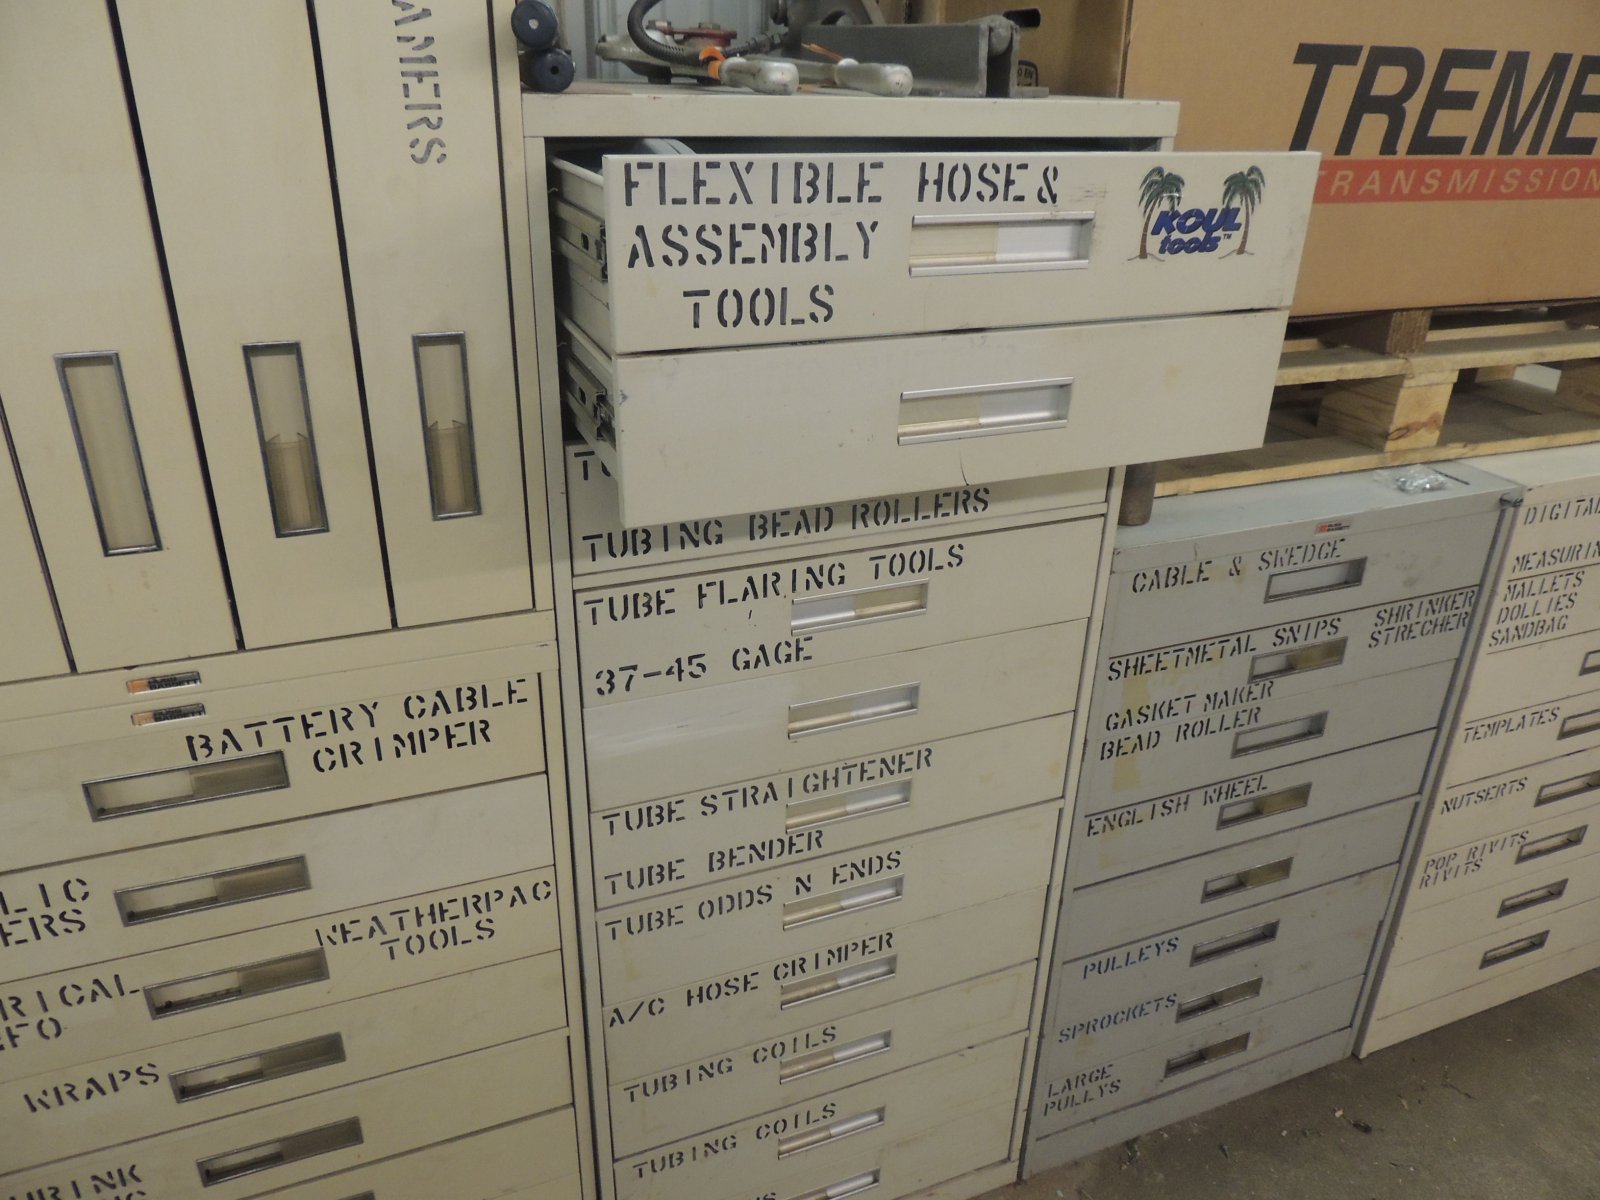 FLEXIBLE HOSE &
ASSEMBLY
TOOLS
KOUL
tools™
TUBING BEAD ROLLERS
TUBE FLARING TOOLS
37-45 GAGE
TUBE STRAIGHTENER
TUBE BENDER
TUBE ODDS N ENDS
A/C HOSE CRIMPER
TUBING COILS
TUBING COILS
BATTERY CABLE
CRIMPER
WEATHERPAC
TOOLS
WRAPS
TRANSMISSION
CABLE & SWEDGE
SHEETMETAL SNIPS
SHRINKER
STRECHER
GASKET MAKER
BEAD ROLLER
ENGLISH WHEEL
PULLEYS
SPROCKETS
LARGE
PULLYS
DIGITAL
MEASURIN
MALLETS
DOLLIES
SANDBAG
TEMPLATES
NUTSERTS
POP RIVITS
RIVITS